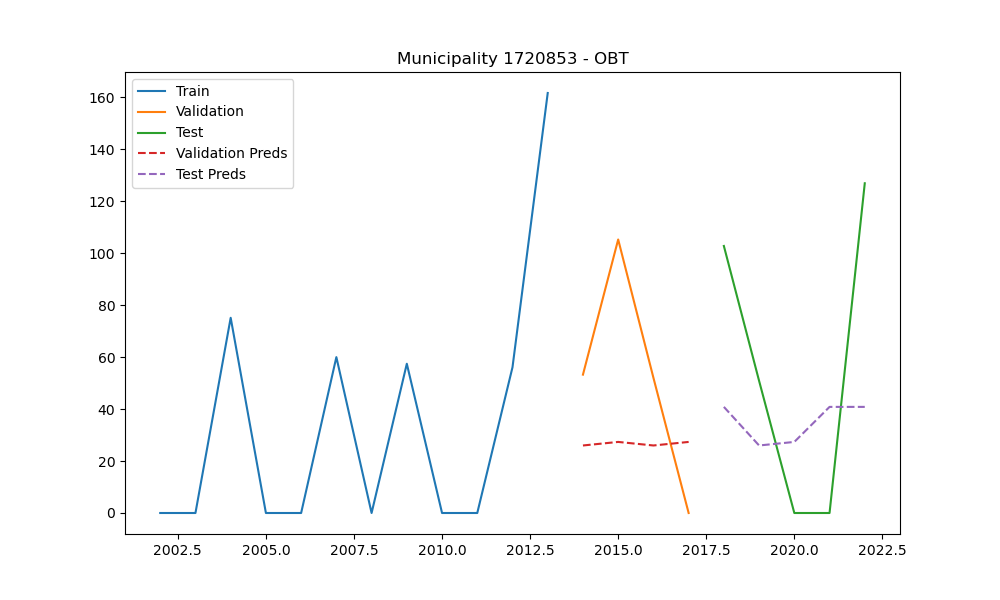 Municipality 1720853 - OBT
Train
Validation
Test
Validation Preds
Test Preds
160
140
120
100
80
60
40
20
0
2002.5 2005.0 2007.5 2010.0 2012.5 2015.0 2017.5 2020.0 2022.5